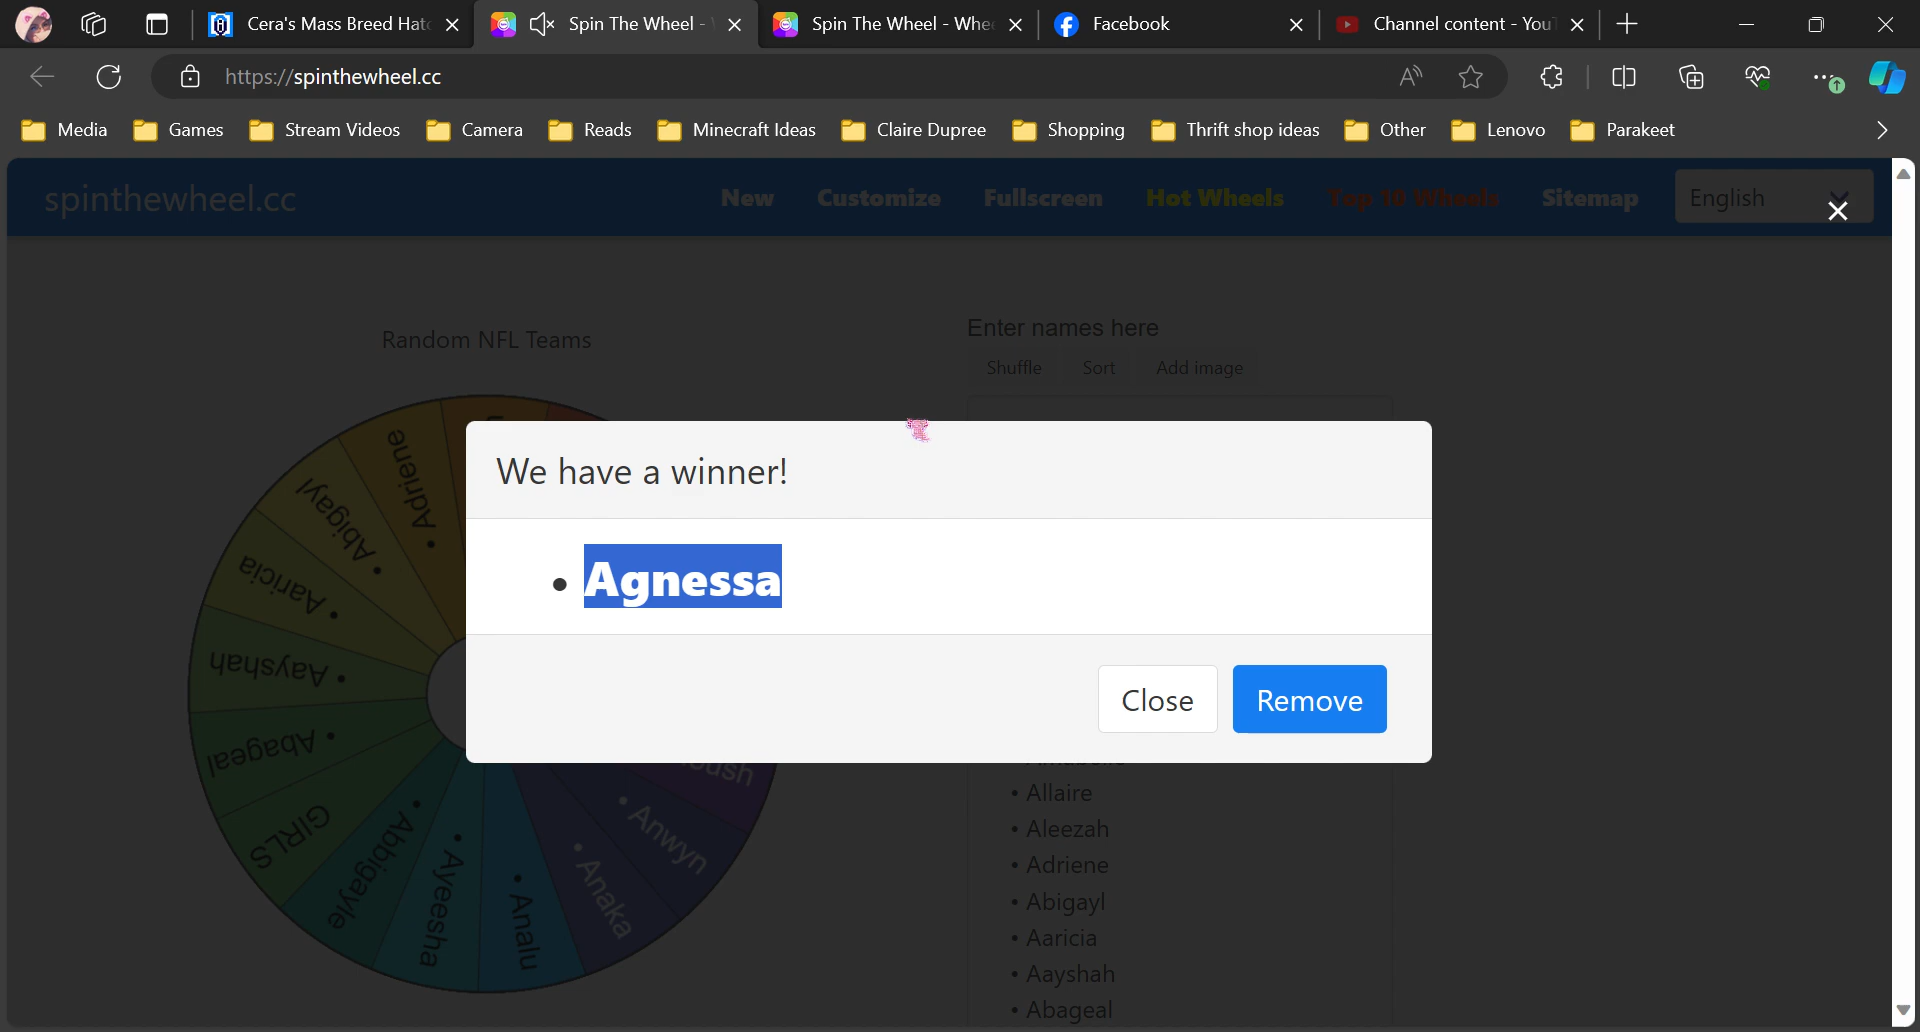 Cera's Mass Breed Hatc
Spin The Wheel -
Spin The Wheel - Whee
Facebook
Channel content - YouT
https://spinthewheel.cc
Media
Games
Stream Videos
Camera
Reads
Minecraft Ideas
Claire Dupree
Shopping
Thrift shop ideas
Other
Lenovo
Parakeet
spinthewheel.cc
New
Customize
Fullscreen
Hot Wheels
Top 10 Wheels
Sitemap
English
Random NFL Teams
Enter names here
Shuffle
Sort
Add image
We have a winner!
• Agnessa
Close
Remove
• Adriene
• Abigayl
• Aaricia
• Aayshah
• Abageal
GIRLS
• Abbigayle
• Ayeesha
• Analu
• Anaka
• Anwyn
• Allaire
• Aleezah
• Adriene
• Abigayl
• Aaricia
• Aayshah
• Abageal